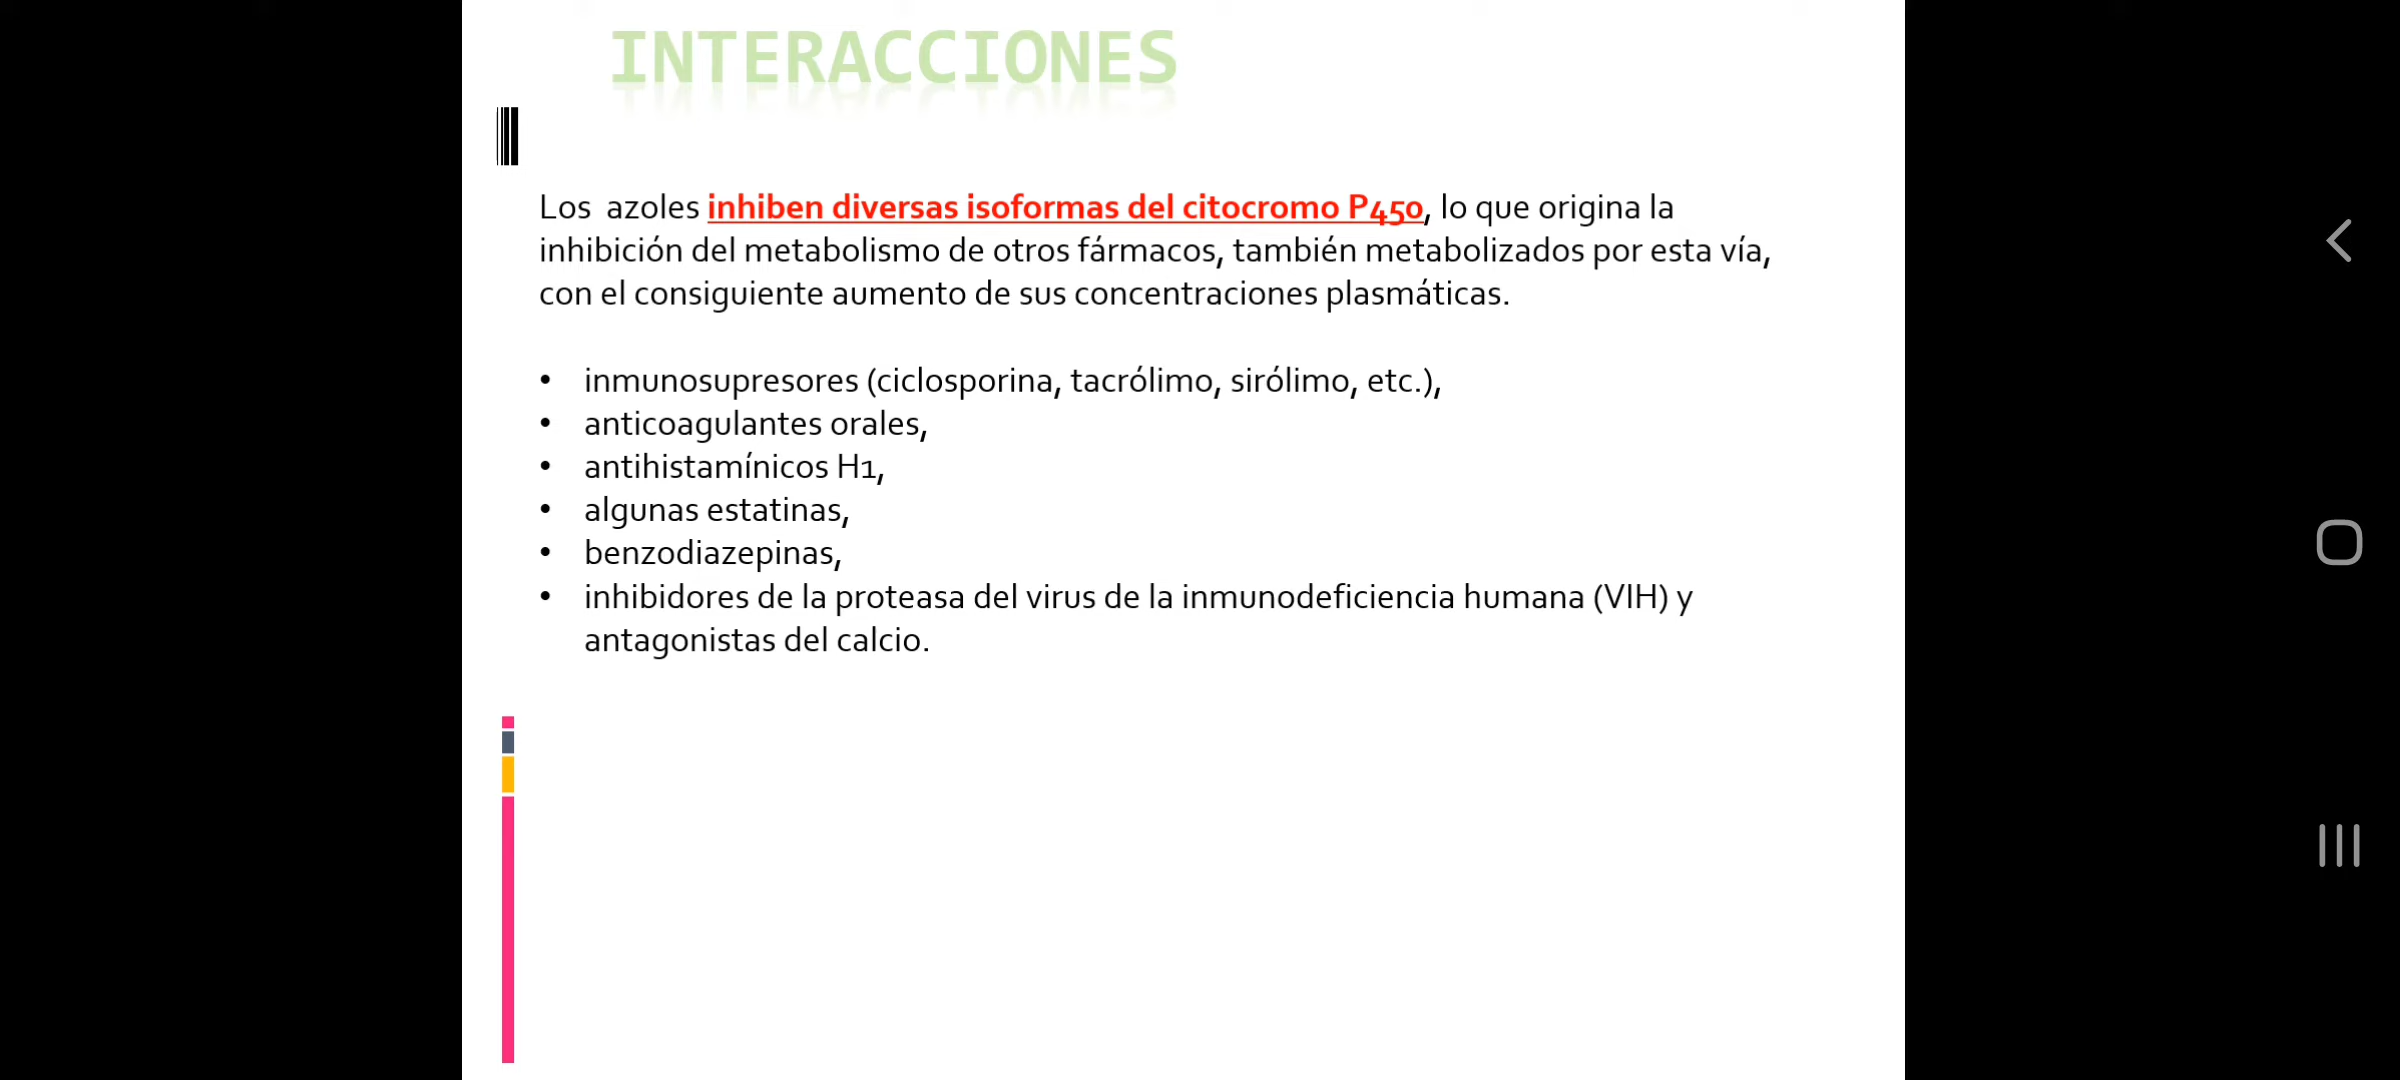 INTERACCIONES
Los azoles inhiben diversas isoformas del citocromo P450, lo que origina la
inhibición del metabolismo de otros fármacos, también metabolizados por esta vía,
con el consiguiente aumento de sus concentraciones plasmáticas.
• inmunosupresores (ciclosporina, tacrólimo, sirólimo, etc.),
• anticoagulantes orales,
• antihistamínicos H1,
• algunas estatinas,
• benzodiazepinas,
• inhibidores de la proteasa del virus de la inmunodeficiencia humana (VIH) y
antagonistas del calcio.